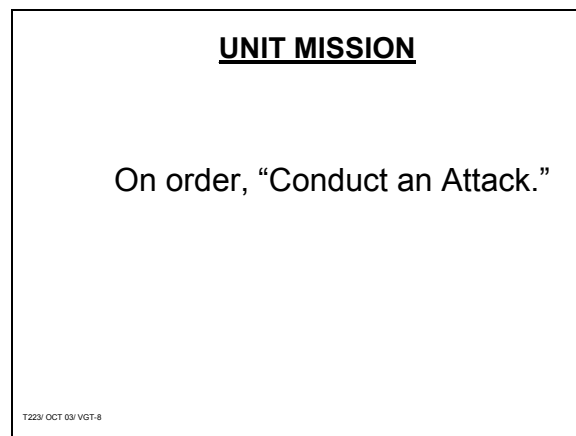 UNIT MISSION
On order, “Conduct an Attack.”
T223/ OCT 03/ VGT-8